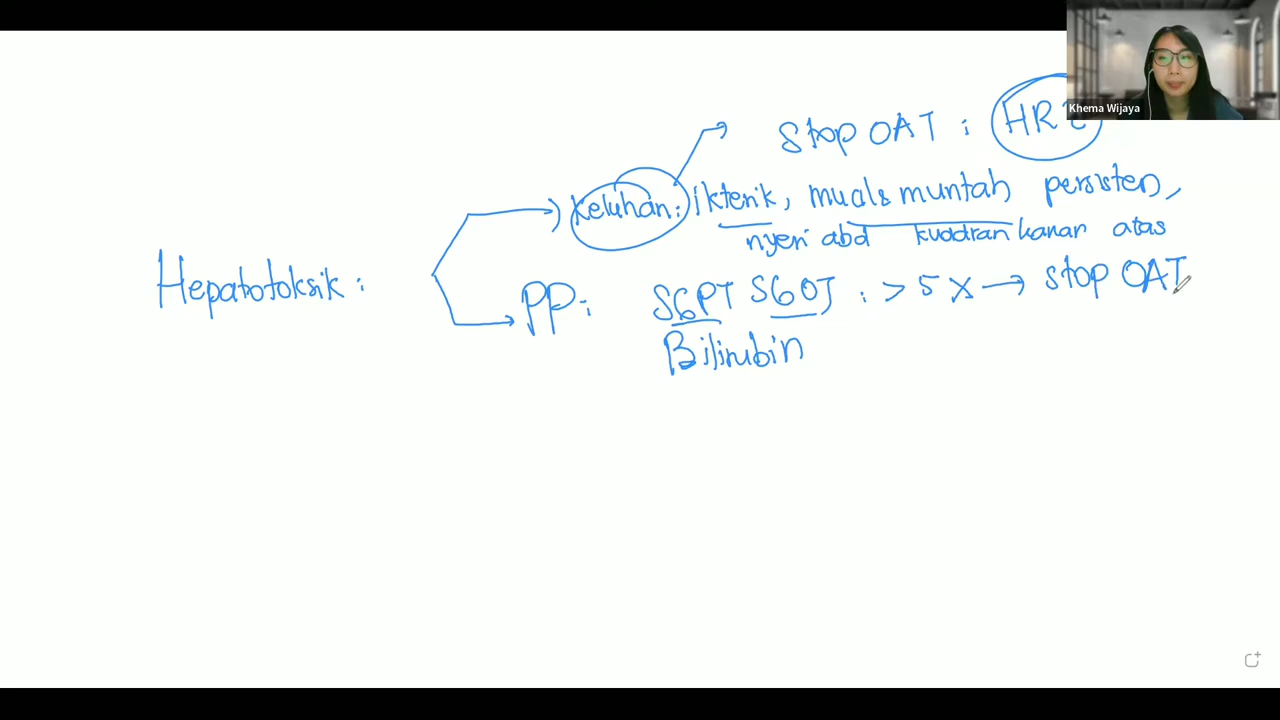 Khema Wijaya
Stop OAT : HRZ
Keluhan : ikterik, muals muntah persisten,
nyeri abd kuadran kanan atas
Hepatotoksik :
PP : SGPT SGOT : > 5 X → stop OAT
Bilirubin